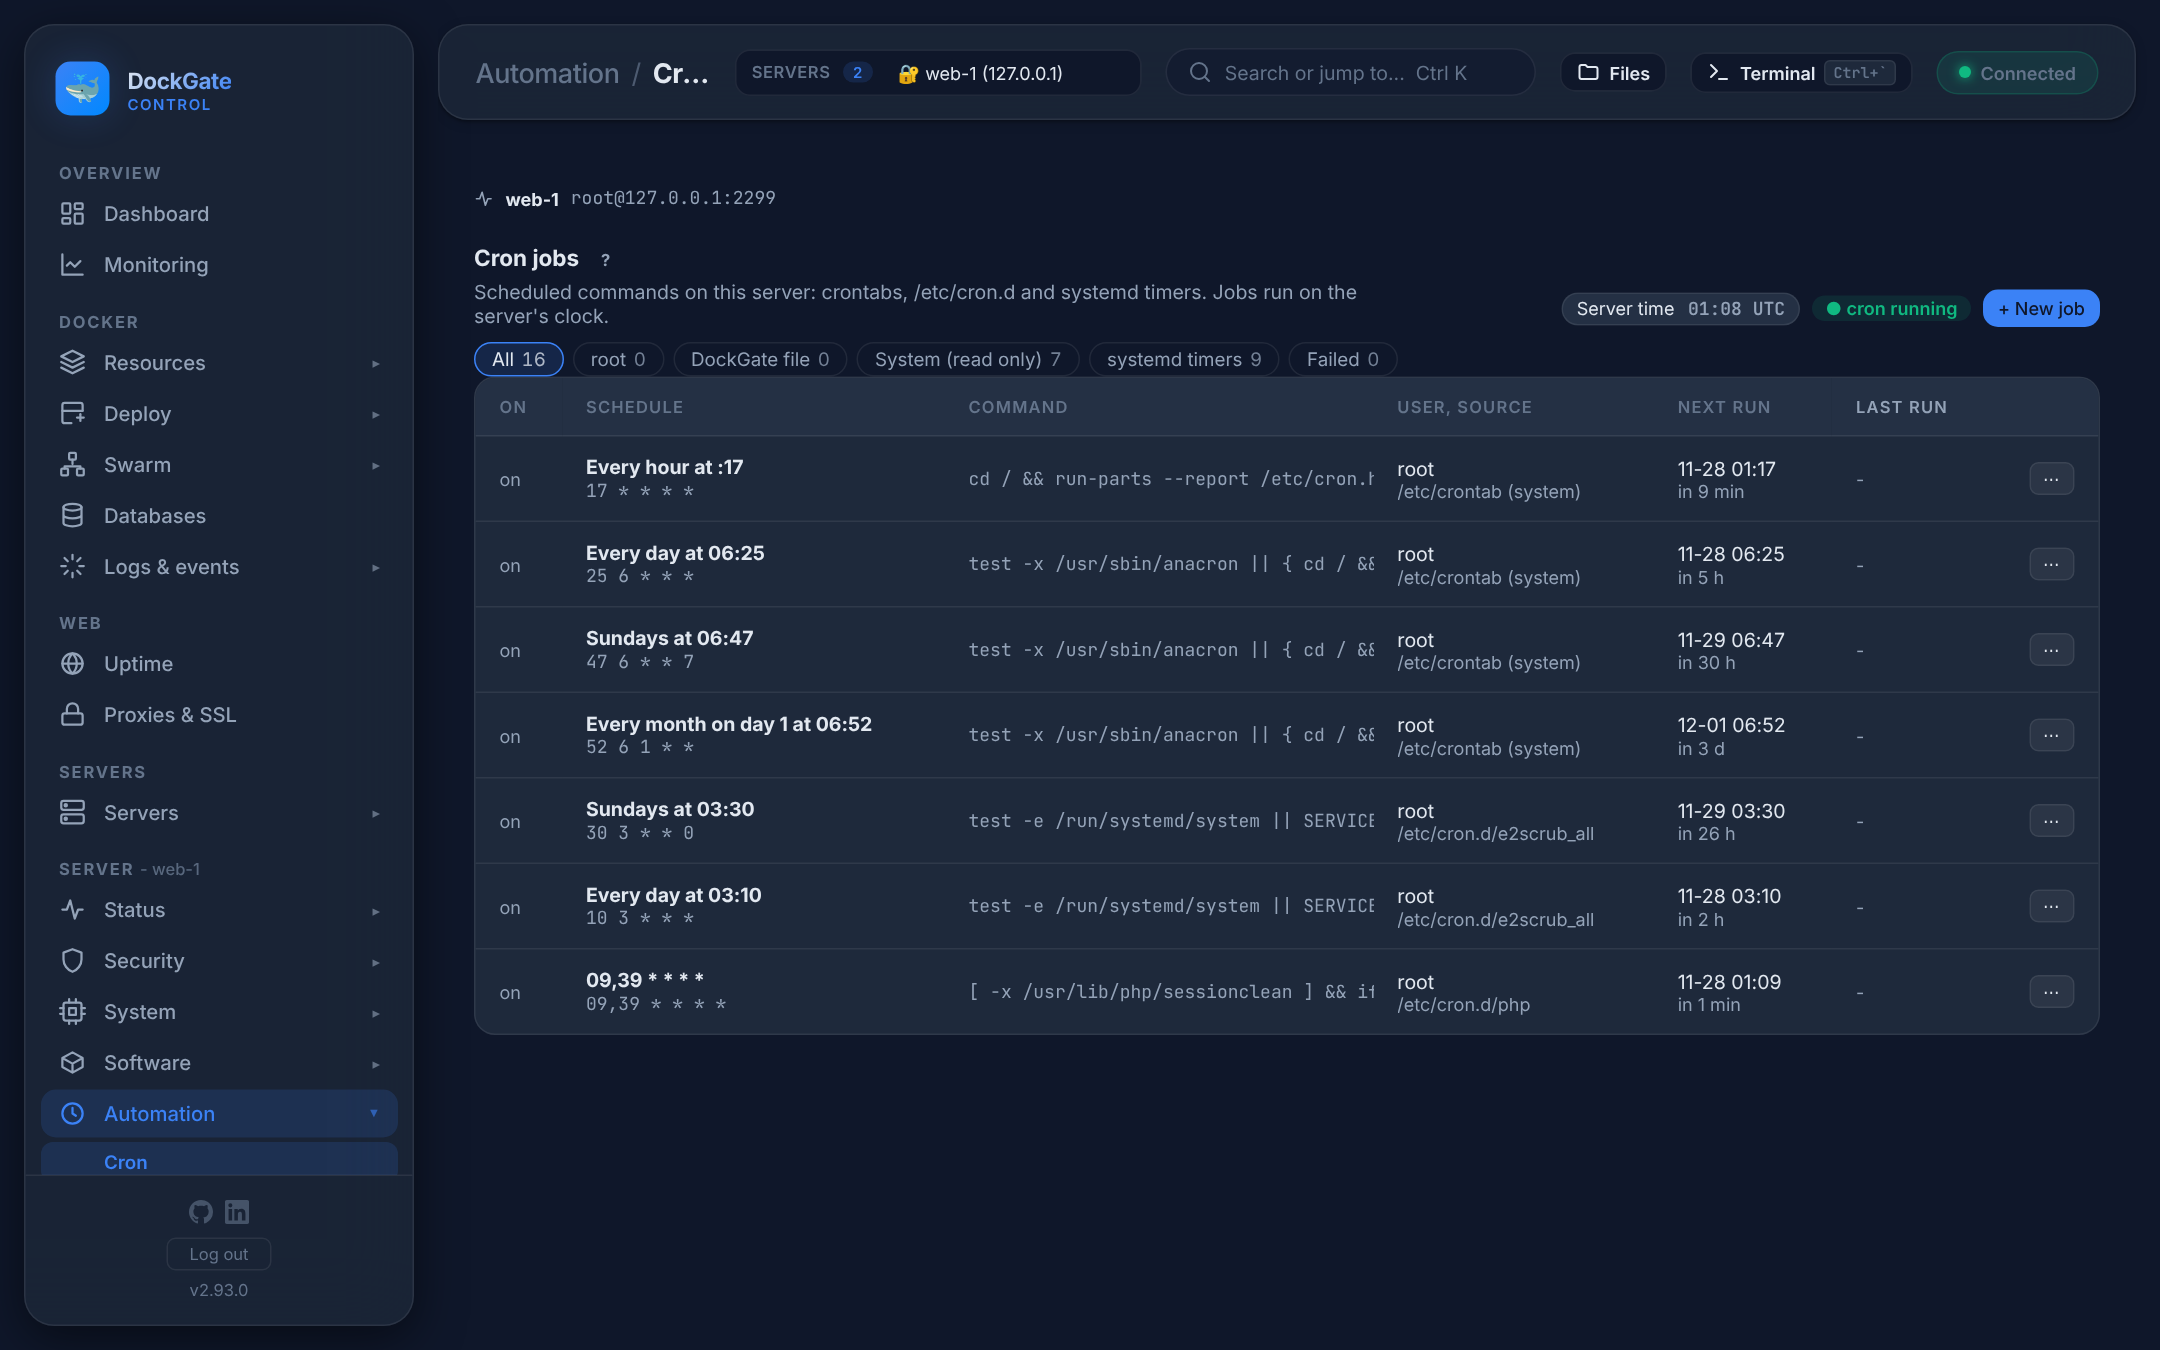 DockGate
CONTROL
OVERVIEW
Dashboard
Monitoring
DOCKER
Resources
Deploy
Swarm
Databases
Logs & events
WEB
Uptime
Proxies & SSL
SERVERS
Servers
SERVER - web-1
Status
Security
System
Software
Automation
Cron
Log out
v2.93.0
Automation / Cr...
SERVERS 2 web-1 (127.0.0.1)
Search or jump to... Ctrl K
Files
Terminal Ctrl+`
Connected
web-1 root@127.0.0.1:2299
Cron jobs ?
Scheduled commands on this server: crontabs, /etc/cron.d and systemd timers. Jobs run on the
server's clock.
Server time 01:08 UTC
cron running
+ New job
All 16
root 0
DockGate file 0
System (read only) 7
systemd timers 9
Failed 0
ON SCHEDULE COMMAND USER, SOURCE NEXT RUN LAST RUN
on Every hour at :17 cd / && run-parts --report /etc/cron.h root 11-28 01:17 - ...
17 * * * * /etc/crontab (system) in 9 min
on Every day at 06:25 test -x /usr/sbin/anacron || { cd / && root 11-28 06:25 - ...
25 6 * * * /etc/crontab (system) in 5 h
on Sundays at 06:47 test -x /usr/sbin/anacron || { cd / && root 11-29 06:47 - ...
47 6 * * 7 /etc/crontab (system) in 30 h
on Every month on day 1 at 06:52 test -x /usr/sbin/anacron || { cd / && root 12-01 06:52 - ...
52 6 1 * * /etc/crontab (system) in 3 d
on Sundays at 03:30 test -e /run/systemd/system || SERVICE root 11-29 03:30 - ...
30 3 * * 0 /etc/cron.d/e2scrub_all in 26 h
on Every day at 03:10 test -e /run/systemd/system || SERVICE root 11-28 03:10 - ...
10 3 * * * /etc/cron.d/e2scrub_all in 2 h
on 09,39 * * * * [ -x /usr/lib/php/sessionclean ] && if root 11-28 01:09 - ...
09,39 * * * * /etc/cron.d/php in 1 min